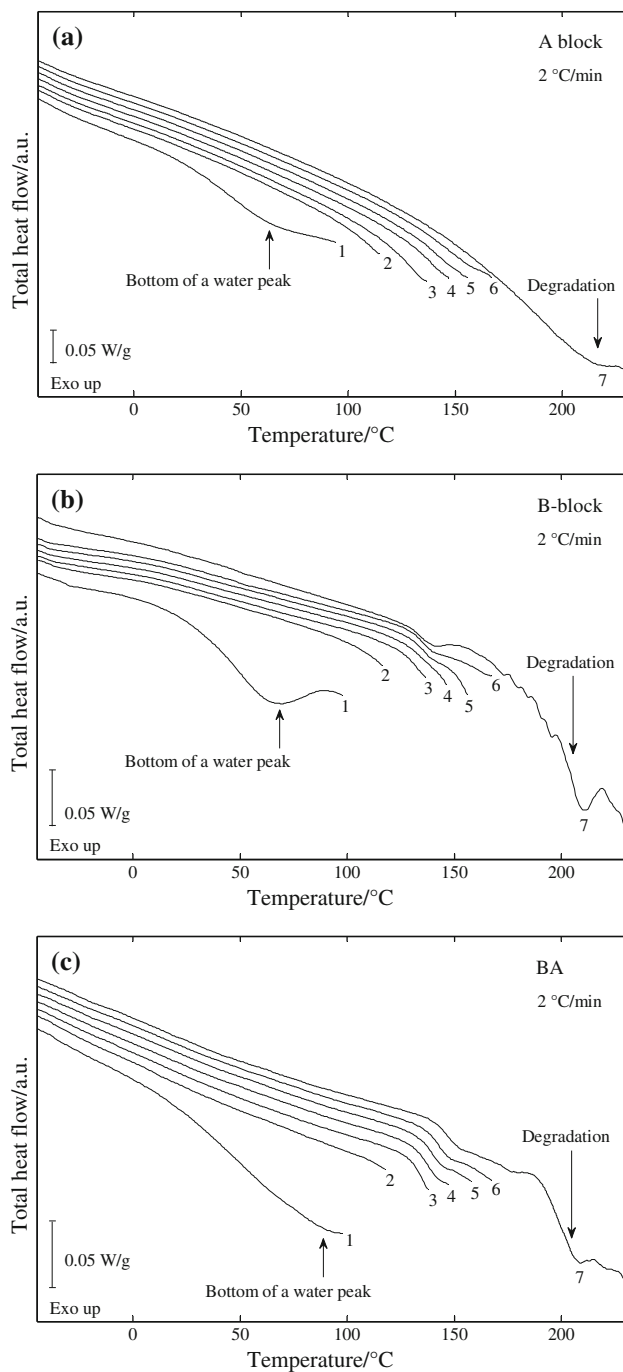 (a)
A block
2 °C/min
Total heat flow/a.u.
Bottom of a water peak
1
2
3
4
5
6
Degradation
7
0.05 W/g
Exo up
0
50
100
150
200
Temperature/°C
(b)
B-block
2 °C/min
Total heat flow/a.u.
Degradation
1
2
3
4
5
6
Bottom of a water peak
7
0.05 W/g
Exo up
0
50
100
150
200
Temperature/°C
(c)
BA
2 °C/min
Total heat flow/a.u.
Degradation
1
2
3
4
5
6
7
0.05 W/g
Bottom of a water peak
Exo up
0
50
100
150
200
Temperature/°C